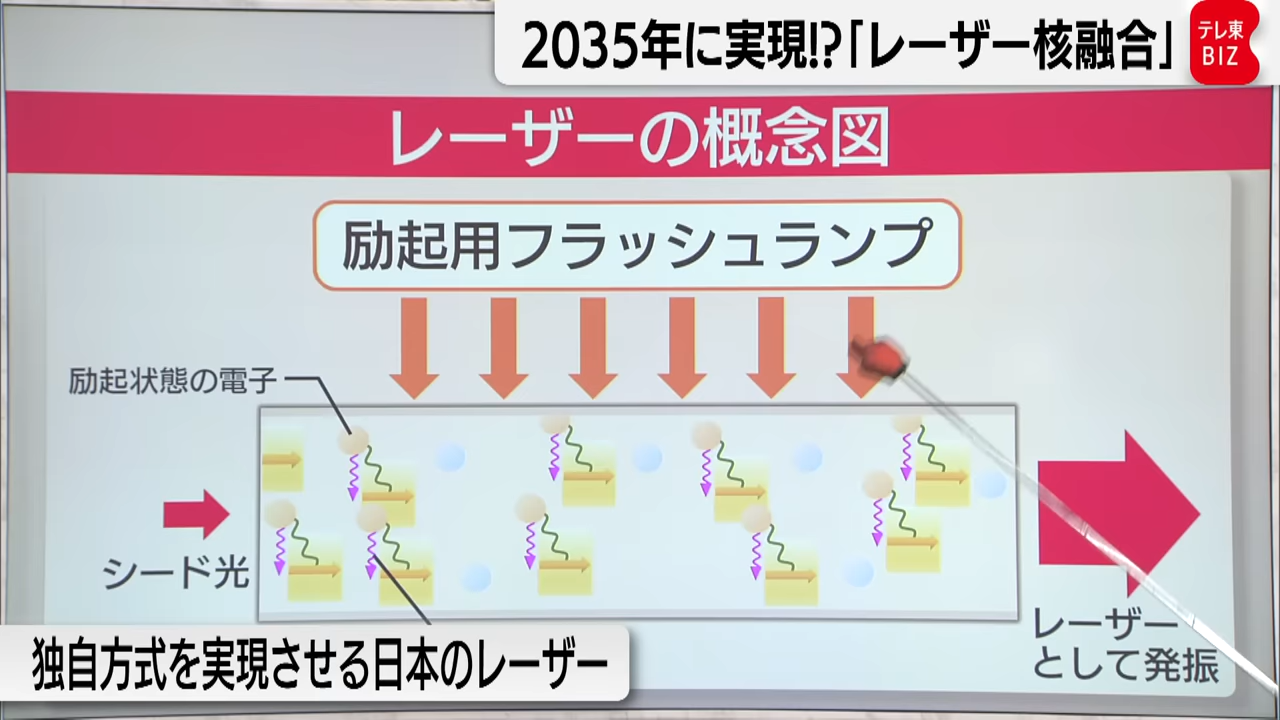 2035年に実現!?「レーザー核融合」
テレ東
BIZ
レーザーの概念図
励起用フラッシュランプ
励起状態の電子
シード光
レーザー
として発振
独自方式を実現させる日本のレーザー